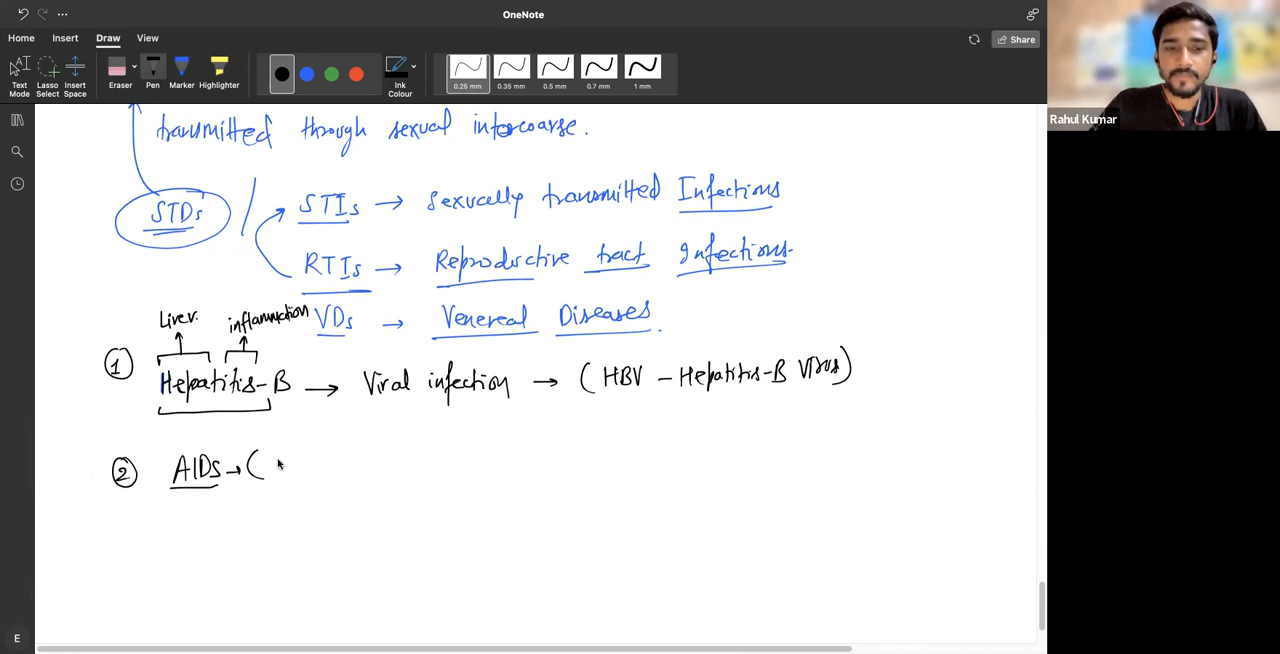 OneNote
Home Insert Draw View
Share
Text Mode Lasso Select Insert Space Eraser Pen Marker Highlighter Ink Colour 0.25 mm 0.35 mm 0.5 mm 0.7 mm 1 mm
Rahul Kumar
transmitted through sexual intercoarse.
STDs / STIs → Sexually transmitted Infections
RTIs → Reproductive tract Infections.
VDs → Venereal Diseases.
Liver. inflammation
① Hepatitis-B → Viral infection → (HBV - Hepatitis-B Virus)
② AIDs → (
E